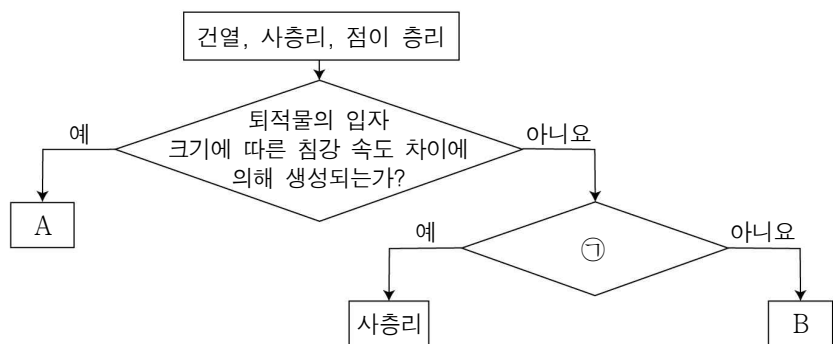 건열, 사층리, 점이 층리
퇴적물의 입자
크기에 따른 침강 속도 차이에
의해 생성되는가?
예
아니요
A
㉠
예
아니요
사층리
B